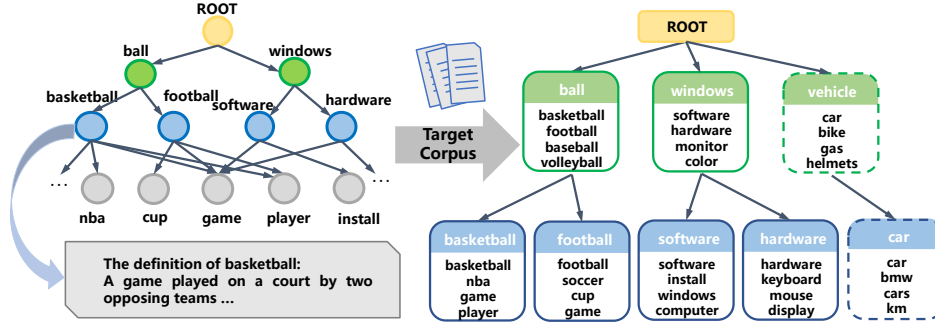 ROOT
ball
windows
basketball
football
software
hardware
...
...
nba
cup
game
player
install
The definition of basketball:
A game played on a court by two
opposing teams ...
Target
Corpus
ROOT
ball
basketball
football
baseball
volleyball
windows
software
hardware
monitor
color
vehicle
car
bike
gas
helmets
basketball
basketball
nba
game
player
football
football
soccer
cup
game
software
software
install
windows
computer
hardware
hardware
keyboard
mouse
display
car
car
bmw
cars
km